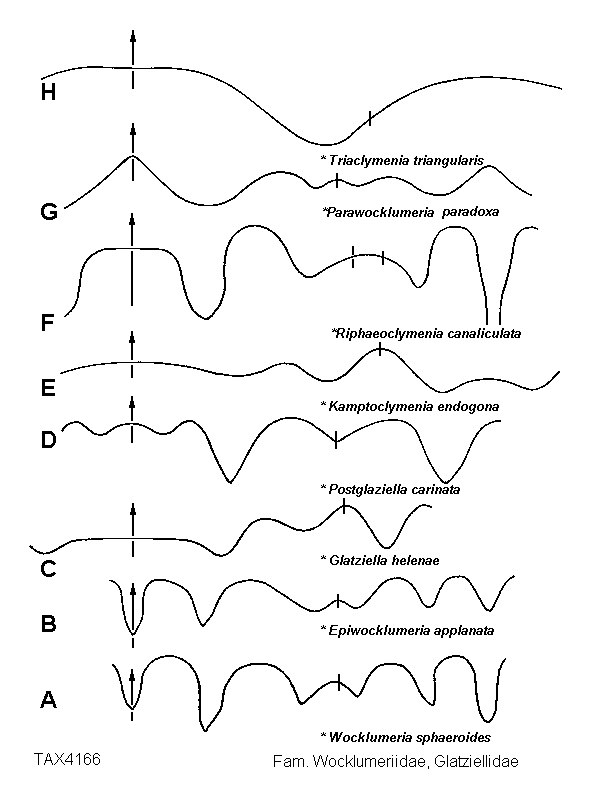 H
* Triaclymenia triangularis
G
*Parawocklumeria paradoxa
F
*Riphaeoclymenia canaliculata
E
* Kamptoclymenia endogona
D
* Postglaziella carinata
C
* Glatziella helenae
B
* Epiwocklumeria applanata
A
* Wocklumeria sphaeroides
TAX4166
Fam. Wocklumeriidae, Glatziellidae